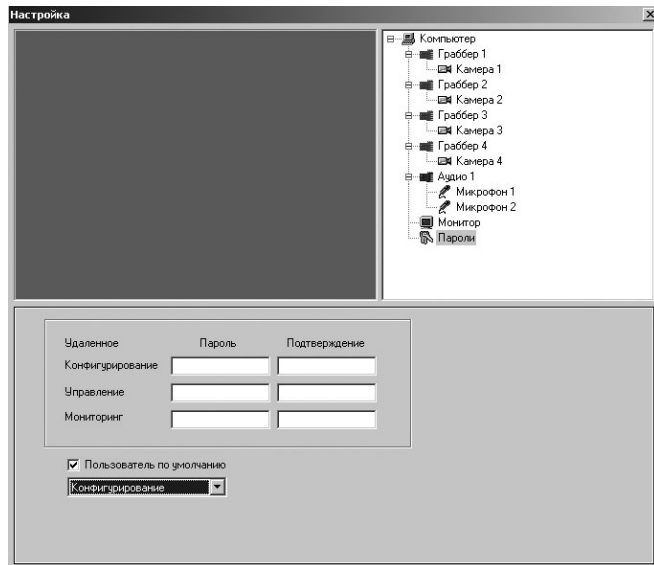 Настройка
Компьютер
Граббер 1
Камера 1
Граббер 2
Камера 2
Граббер 3
Камера 3
Граббер 4
Камера 4
Аудио 1
Микрофон 1
Микрофон 2
Монитор
Пароли
Удаленное Пароль Подтверждение
Конфигурирование
Управление
Мониторинг
Пользователь по умолчанию
Конфигурирование